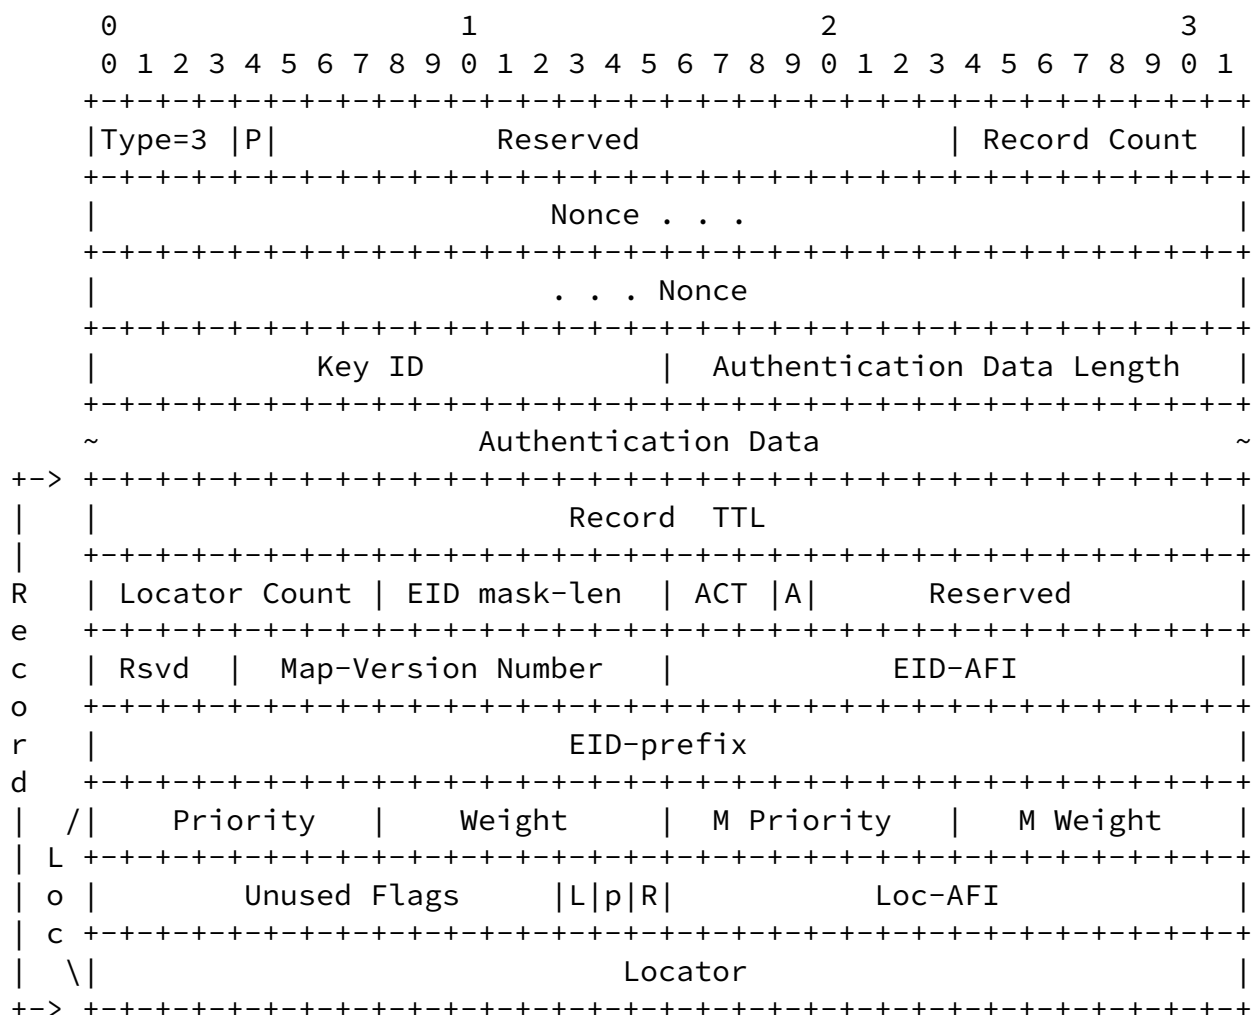 0                   1                   2                   3
        0 1 2 3 4 5 6 7 8 9 0 1 2 3 4 5 6 7 8 9 0 1 2 3 4 5 6 7 8 9 0 1
       +-+-+-+-+-+-+-+-+-+-+-+-+-+-+-+-+-+-+-+-+-+-+-+-+-+-+-+-+-+-+-+-+
       |Type=3 |P|            Reserved                 | Record Count  |
       +-+-+-+-+-+-+-+-+-+-+-+-+-+-+-+-+-+-+-+-+-+-+-+-+-+-+-+-+-+-+-+-+
       |                         Nonce . . .                           |
       +-+-+-+-+-+-+-+-+-+-+-+-+-+-+-+-+-+-+-+-+-+-+-+-+-+-+-+-+-+-+-+-+
       |                         . . . Nonce                           |
       +-+-+-+-+-+-+-+-+-+-+-+-+-+-+-+-+-+-+-+-+-+-+-+-+-+-+-+-+-+-+-+-+
       |            Key ID             |  Authentication Data Length   |
       +-+-+-+-+-+-+-+-+-+-+-+-+-+-+-+-+-+-+-+-+-+-+-+-+-+-+-+-+-+-+-+-+
       ~                     Authentication Data                       ~
   +-> +-+-+-+-+-+-+-+-+-+-+-+-+-+-+-+-+-+-+-+-+-+-+-+-+-+-+-+-+-+-+-+-+
   |   |                          Record  TTL                          |
   |   +-+-+-+-+-+-+-+-+-+-+-+-+-+-+-+-+-+-+-+-+-+-+-+-+-+-+-+-+-+-+-+-+
   R   | Locator Count | EID mask-len  | ACT |A|      Reserved         |
   e   +-+-+-+-+-+-+-+-+-+-+-+-+-+-+-+-+-+-+-+-+-+-+-+-+-+-+-+-+-+-+-+-+
   c   | Rsvd  |  Map-Version Number   |            EID-AFI            |
   o   +-+-+-+-+-+-+-+-+-+-+-+-+-+-+-+-+-+-+-+-+-+-+-+-+-+-+-+-+-+-+-+-+
   r   |                          EID-prefix                           |
   d   +-+-+-+-+-+-+-+-+-+-+-+-+-+-+-+-+-+-+-+-+-+-+-+-+-+-+-+-+-+-+-+-+
   |  /|    Priority   |    Weight     |  M Priority   |   M Weight    |
   | L +-+-+-+-+-+-+-+-+-+-+-+-+-+-+-+-+-+-+-+-+-+-+-+-+-+-+-+-+-+-+-+-+
   | o |        Unused Flags     |L|p|R|           Loc-AFI             |
   | c +-+-+-+-+-+-+-+-+-+-+-+-+-+-+-+-+-+-+-+-+-+-+-+-+-+-+-+-+-+-+-+-+
   |  \|                             Locator                           |
   +-> +-+-+-+-+-+-+-+-+-+-+-+-+-+-+-+-+-+-+-+-+-+-+-+-+-+-+-+-+-+-+-+-+